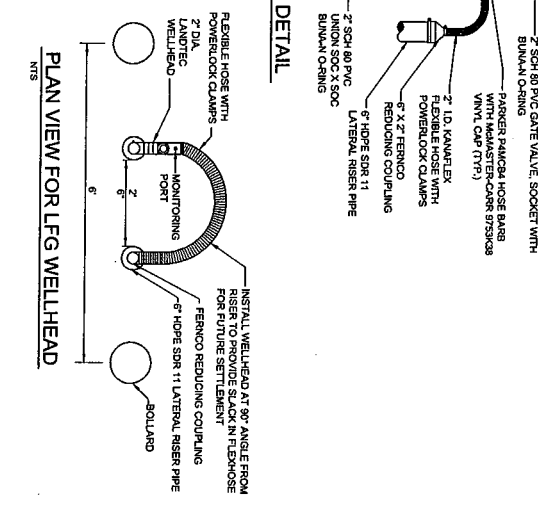 2" SCH 80 PVC GATE VALVE, SOCKET WITH
BUNA-N O-RING
PARKER P4MCB4 HOSE BARB
WITH McMASTER-CARR 9753K38
VINYL CAP (TYP.)
2" I.D. KANAFLEX
FLEXIBLE HOSE WITH
POWERLOCK CLAMPS
6" X 2" FERNCO
REDUCING COUPLING
6" HDPE SDR 11
LATERAL RISER PIPE
2" SCH 80 PVC
UNION SOC X SOC
BUNA-N O-RING
DETAIL
INSTALL WELLHEAD AT 90° ANGLE FROM
RISER TO PROVIDE SLACK IN FLEXHOSE
FOR FUTURE SETTLEMENT
FLEXIBLE HOSE WITH
POWERLOCK CLAMPS
2" DIA.
LANDTEC
WELLHEAD
MONITORING
PORT
FERNCO REDUCING COUPLING
6" HDPE SDR 11 LATERAL RISER PIPE
BOLLARD
2'
6"
6'
PLAN VIEW FOR LFG WELLHEAD
NTS